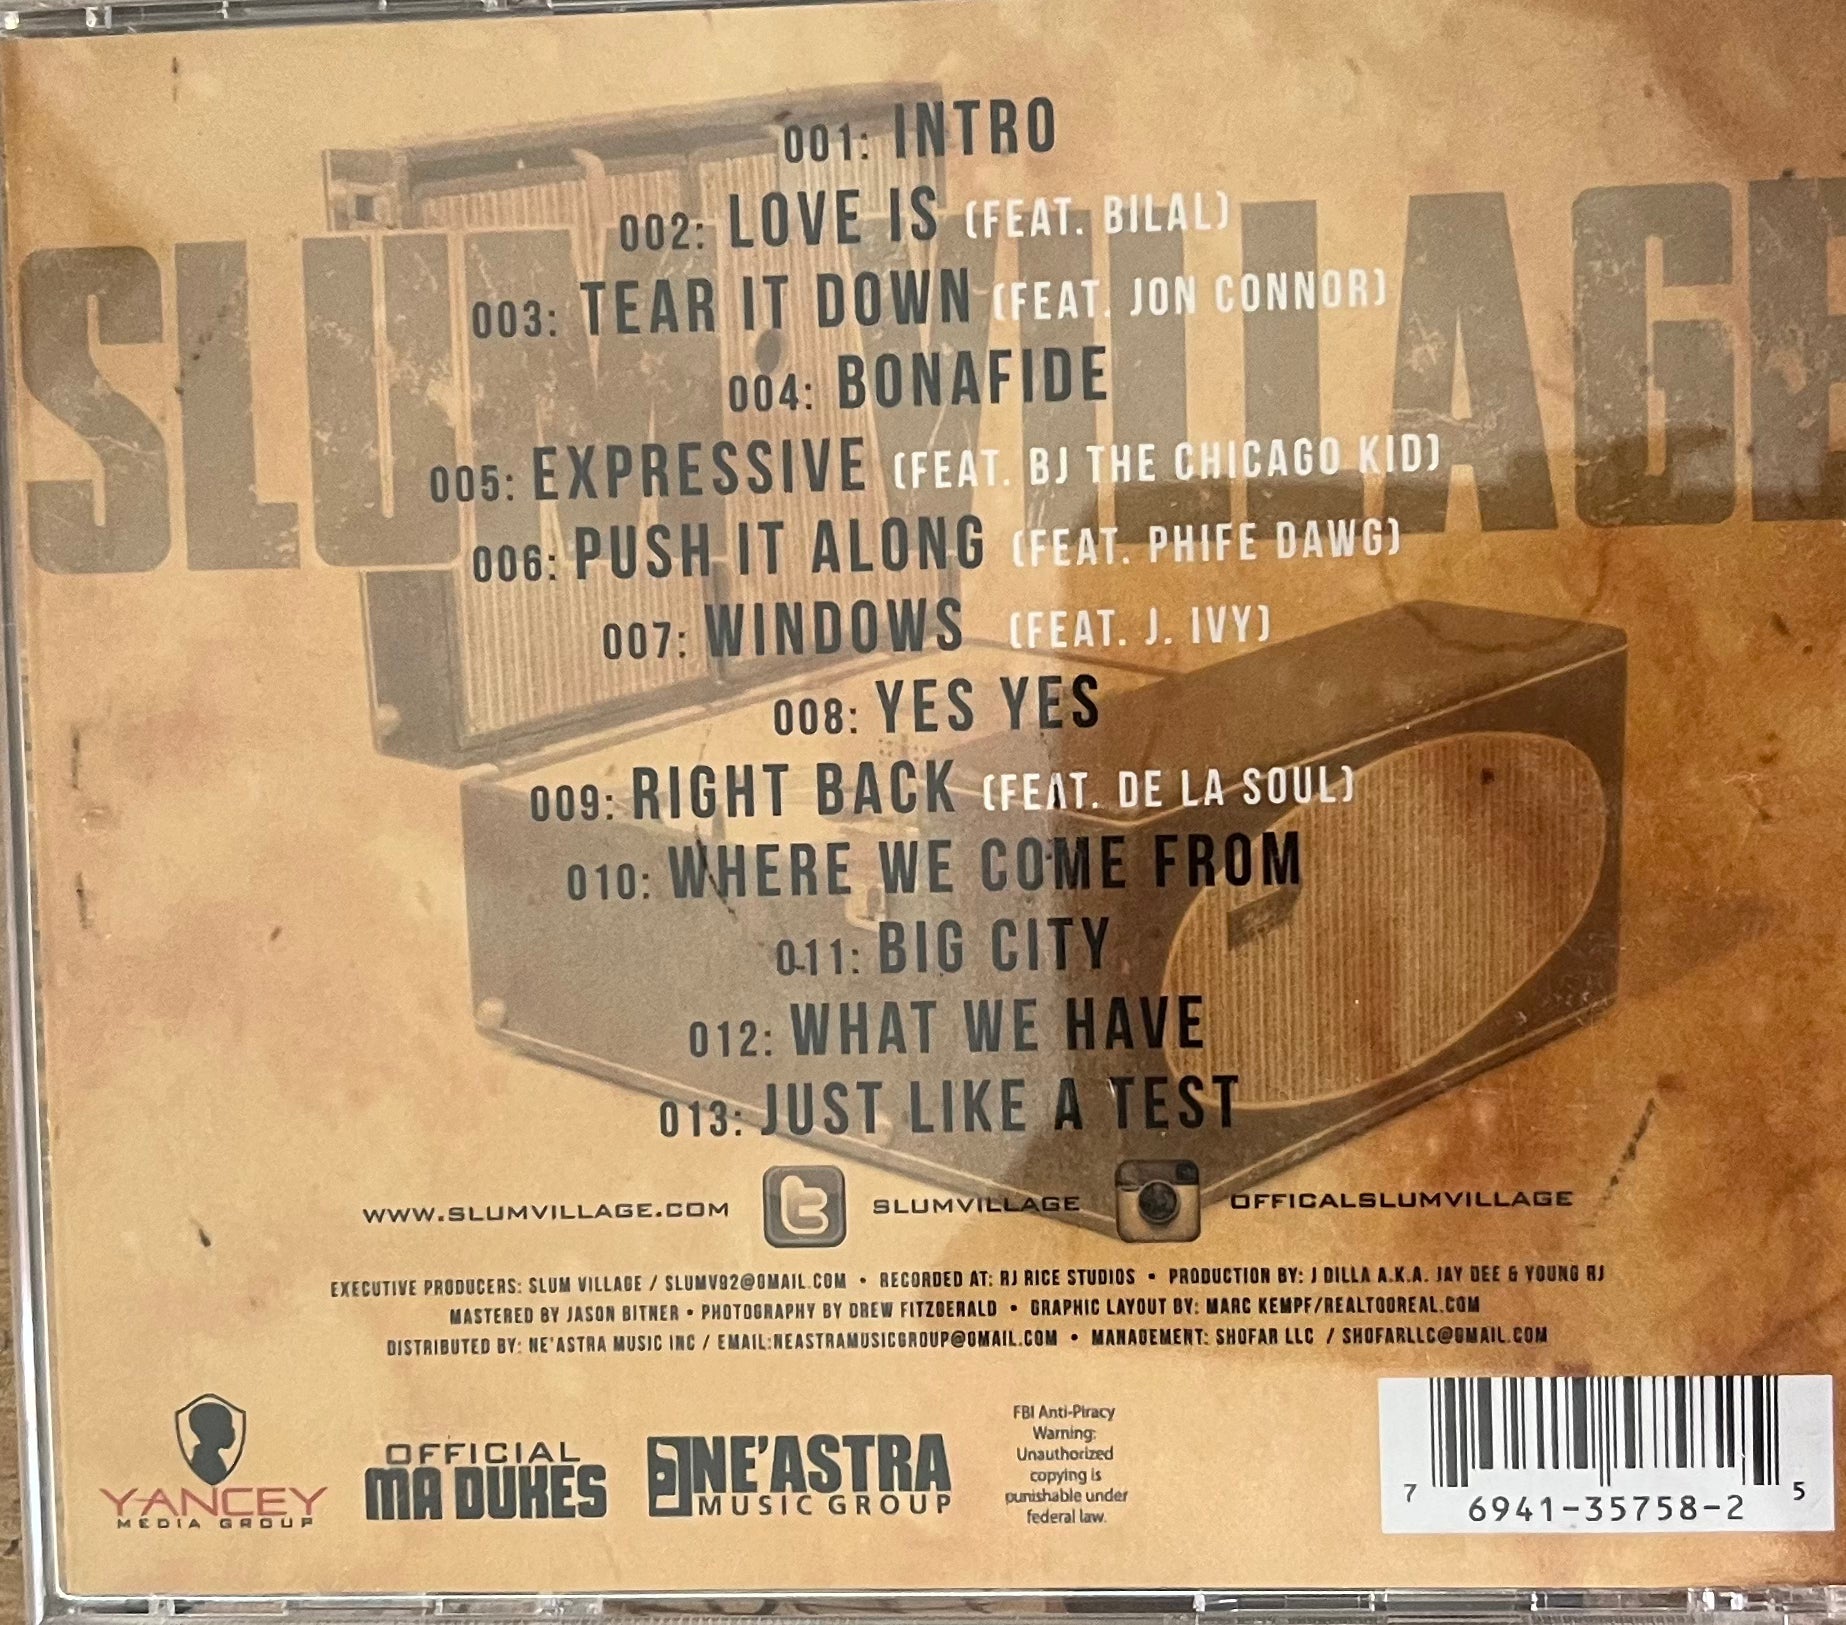 SLUM VILLAGE
001: INTRO
002: LOVE IS (FEAT. BILAL)
003: TEAR IT DOWN (FEAT. JON CONNOR)
004: BONAFIDE
005: EXPRESSIVE (FEAT. BJ THE CHICAGO KID)
006: PUSH IT ALONG (FEAT. PHIFE DAWG)
007: WINDOWS (FEAT. J. IVY)
008: YES YES
009: RIGHT BACK (FEAT. DE LA SOUL)
010: WHERE WE COME FROM
011: BIG CITY
012: WHAT WE HAVE
013: JUST LIKE A TEST
WWW.SLUMVILLAGE.COM t SLUMVILLAGE OFFICALSLUMVILLAGE
EXECUTIVE PRODUCERS: SLUM VILLAGE / SLUMV92@GMAIL.COM • RECORDED AT: RJ RICE STUDIOS • PRODUCTION BY: J DILLA A.K.A. JAY DEE & YOUNG RJ
MASTERED BY JASON BITNER • PHOTOGRAPHY BY DREW FITZGERALD • GRAPHIC LAYOUT BY: MARC KEMPF/REALTOOREAL.COM
DISTRIBUTED BY: NE'ASTRA MUSIC INC / EMAIL:NEASTRAMUSICGROUP@GMAIL.COM • MANAGEMENT: SHOFAR LLC / SHOFARLLC@GMAIL.COM
YANCEY
MEDIA GROUP
OFFICIAL
MA DUKES
NE'ASTRA
MUSIC GROUP
FBI Anti-Piracy
Warning:
Unauthorized
copying is
punishable under
federal law.
7 6941-35758-2 5